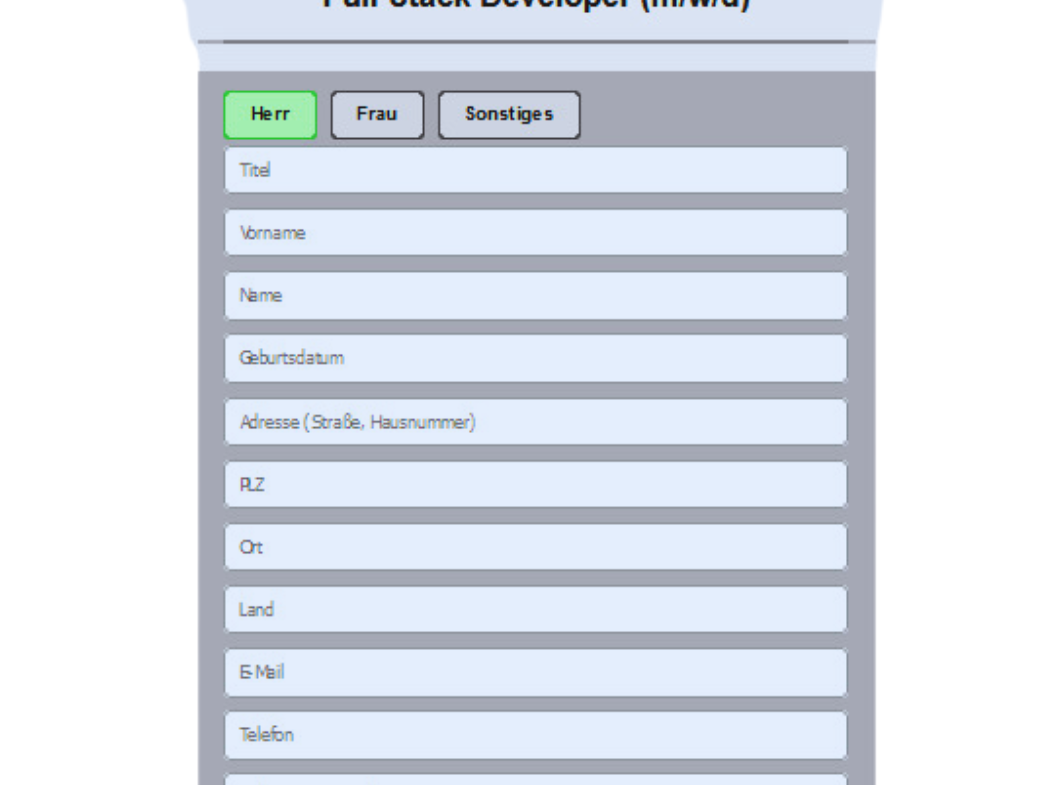 Full Stack Developer (m/w/d)
Herr Frau Sonstiges
Titel
Vorname
Name
Geburtsdatum
Adresse (Straße, Hausnummer)
PLZ
Ort
Land
E-Mail
Telefon